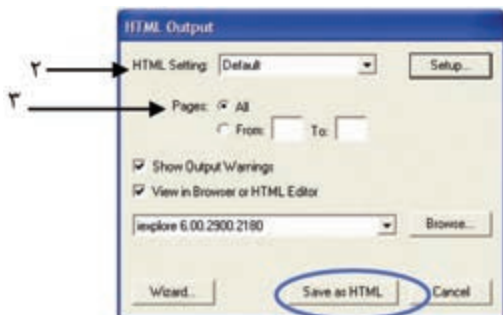 HTML Output
۲ HTML Setting: Default Setup...
۳ Pages: All
From: To:
Show Output Warnings
View in Browser or HTML Editor
iexplore 6.00.2900.2180 Browse...
Wizard... Save as HTML Cancel